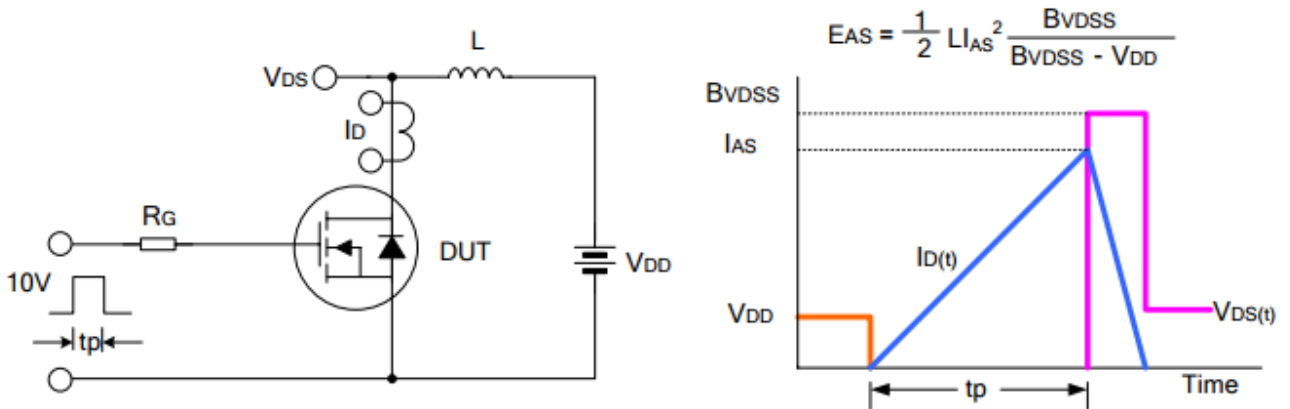 EAS = 1/2 LIAS² BVDSS / BVDSS - VDD
L
VDS
ID
RG
DUT
VDD
10V
tp
BVDSS
IAS
ID(t)
VDD
VDS(t)
tp
Time